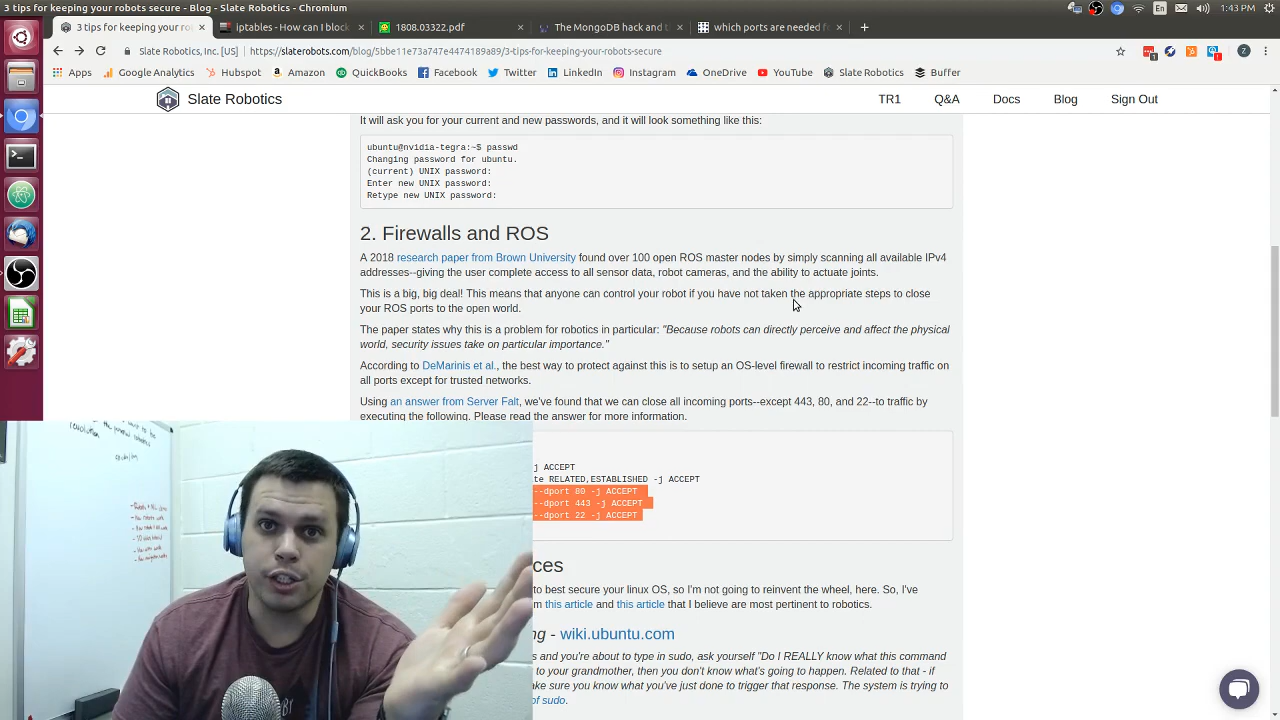 3 tips for keeping your robots secure - Blog - Slate Robotics - Chromium
En
1:43 PM
3 tips for keeping your robots
iptables - How can I block
1808.03322.pdf
The MongoDB hack and t
which ports are needed f
Slate Robotics, Inc. [US]
https://slaterobots.com/blog/5bbe11e73a747e4474189a89/3-tips-for-keeping-your-robots-secure
Apps
Google Analytics
Hubspot
Amazon
QuickBooks
Facebook
Twitter
LinkedIn
Instagram
OneDrive
YouTube
Slate Robotics
Buffer
Slate Robotics
TR1
Q&A
Docs
Blog
Sign Out
It will ask you for your current and new passwords, and it will look something like this:
ubuntu@nvidia-tegra:~$ passwd
Changing password for ubuntu.
(current) UNIX password:
Enter new UNIX password:
Retype new UNIX password:
2. Firewalls and ROS
A 2018 research paper from Brown University found over 100 open ROS master nodes by simply scanning all available IPv4
addresses--giving the user complete access to all sensor data, robot cameras, and the ability to actuate joints.
This is a big, big deal! This means that anyone can control your robot if you have not taken the appropriate steps to close
your ROS ports to the open world.
The paper states why this is a problem for robotics in particular: "Because robots can directly perceive and affect the physical
world, security issues take on particular importance."
According to DeMarinis et al., the best way to protect against this is to setup an OS-level firewall to restrict incoming traffic on
all ports except for trusted networks.
Using an answer from Server Falt, we've found that we can close all incoming ports--except 443, 80, and 22--to traffic by
executing the following. Please read the answer for more information.
j ACCEPT
te RELATED,ESTABLISHED -j ACCEPT
--dport 80 -j ACCEPT
--dport 443 -j ACCEPT
--dport 22 -j ACCEPT
ces
to best secure your linux OS, so I'm not going to reinvent the wheel, here. So, I've
m this article and this article that I believe are most pertinent to robotics.
ng - wiki.ubuntu.com
s and you're about to type in sudo, ask yourself "Do I REALLY know what this command
to your grandmother, then you don't know what's going to happen. Related to that - if
ke sure you know what you've just done to trigger that response. The system is trying to
of sudo.
revolution